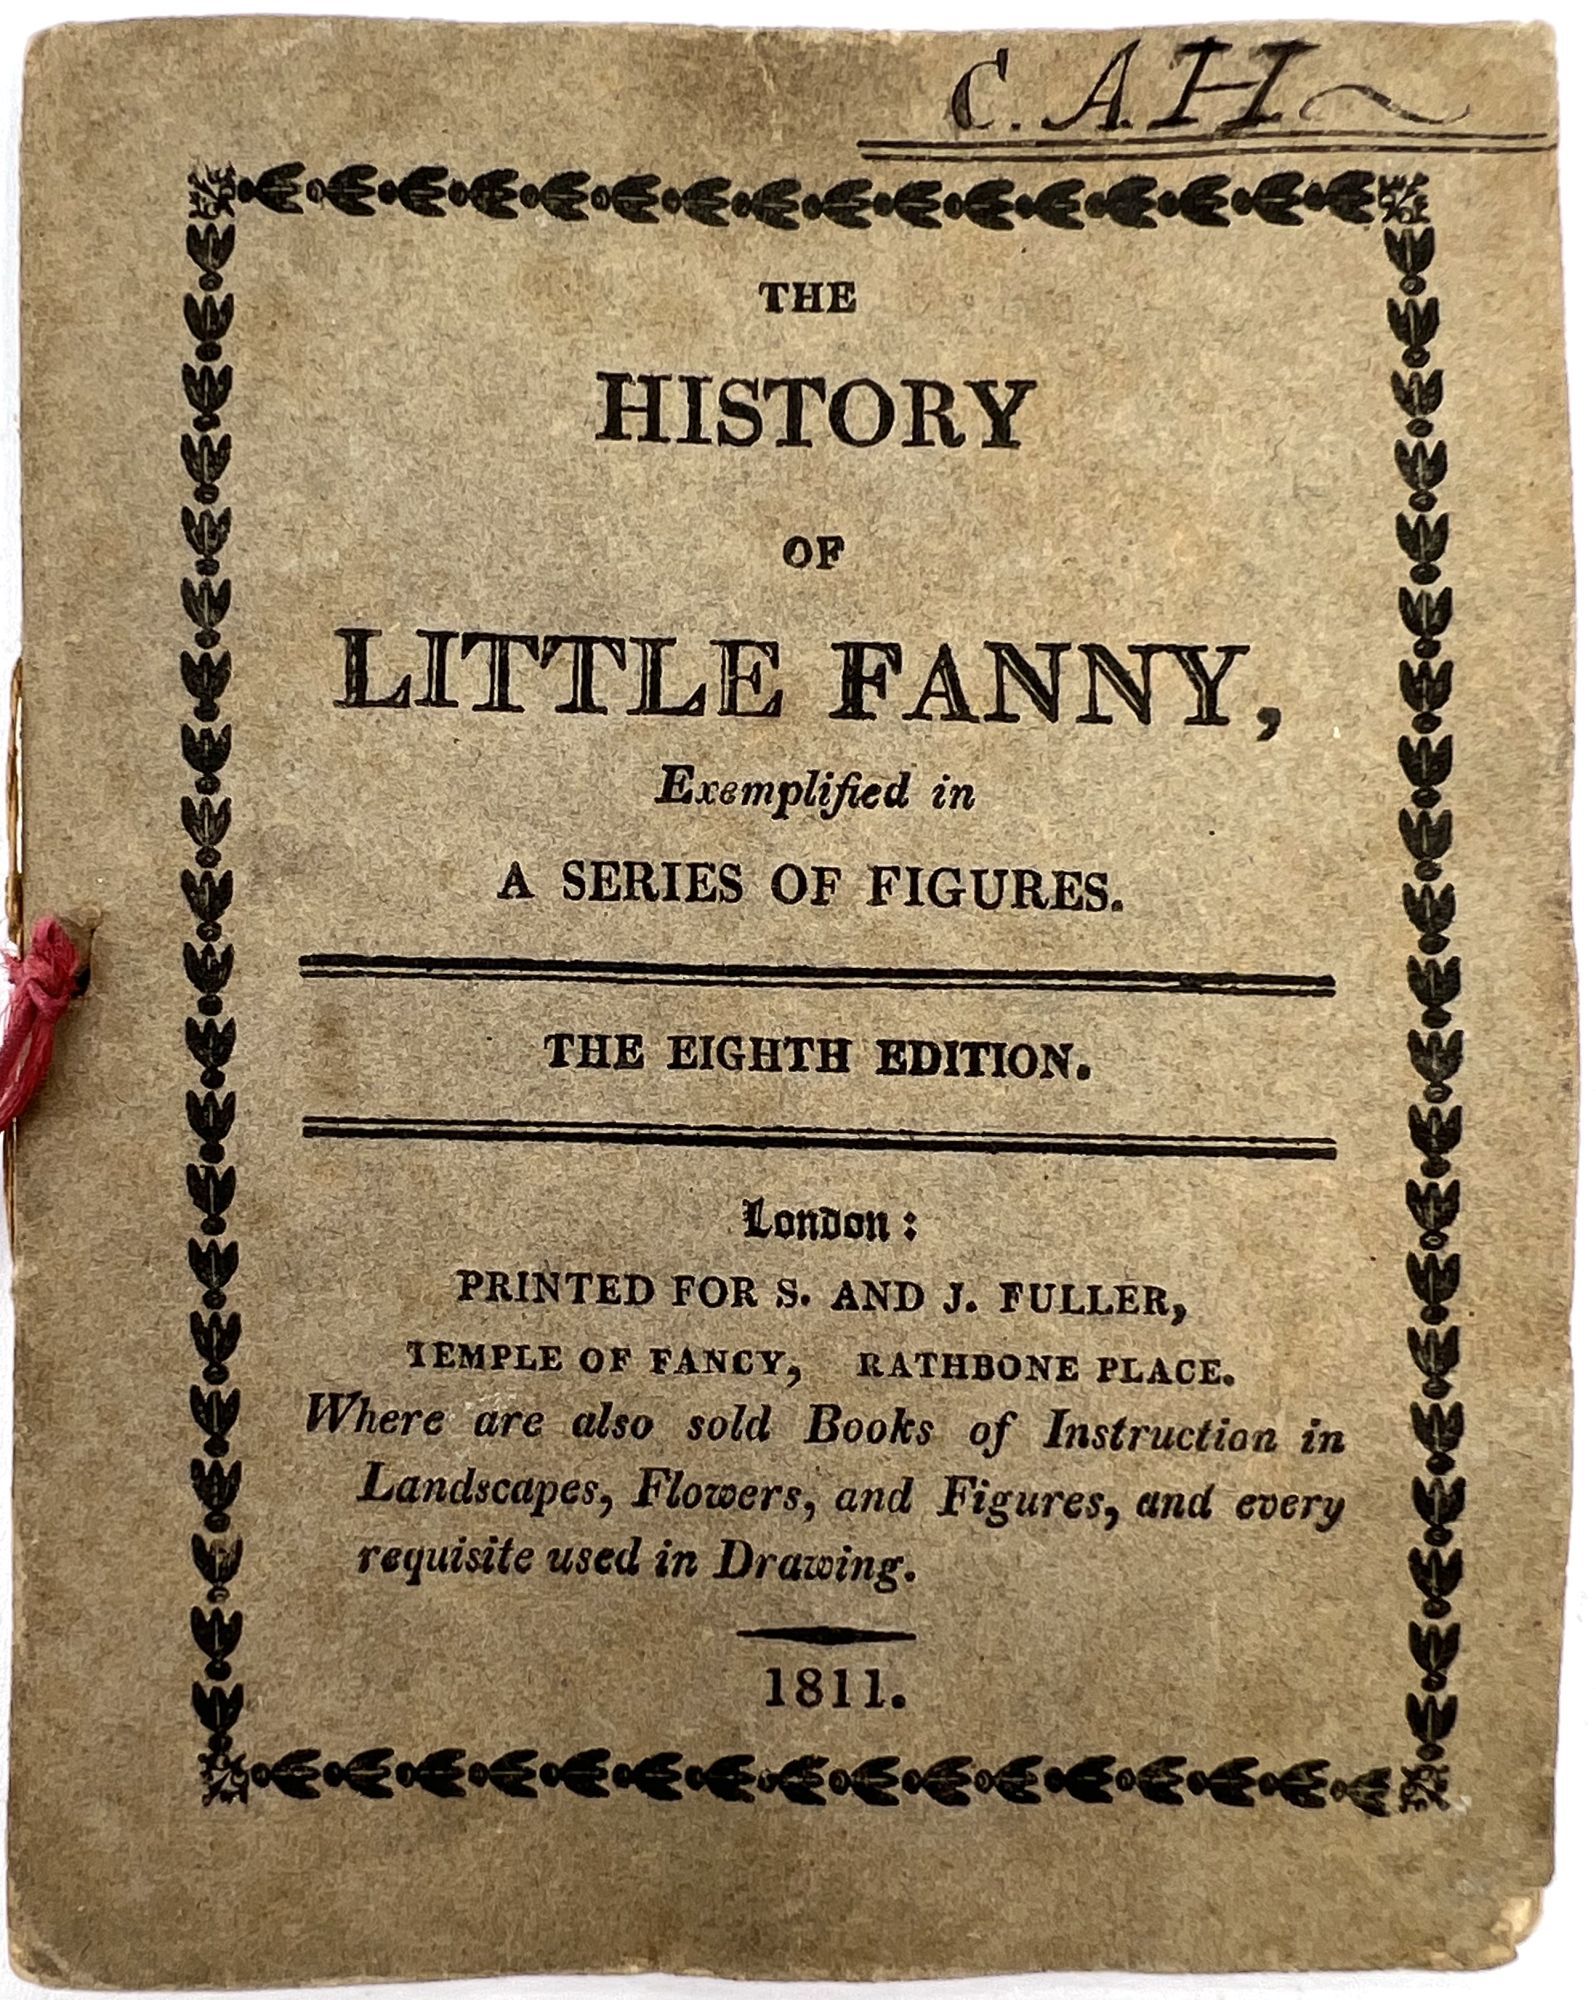 C. A. H
THE
HISTORY
OF
LITTLE FANNY,
Exemplified in
A SERIES OF FIGURES.
THE EIGHTH EDITION.
London:
PRINTED FOR S. AND J. FULLER,
TEMPLE OF FANCY, RATHBONE PLACE.
Where are also sold Books of Instruction in
Landscapes, Flowers, and Figures, and every
requisite used in Drawing.
1811.